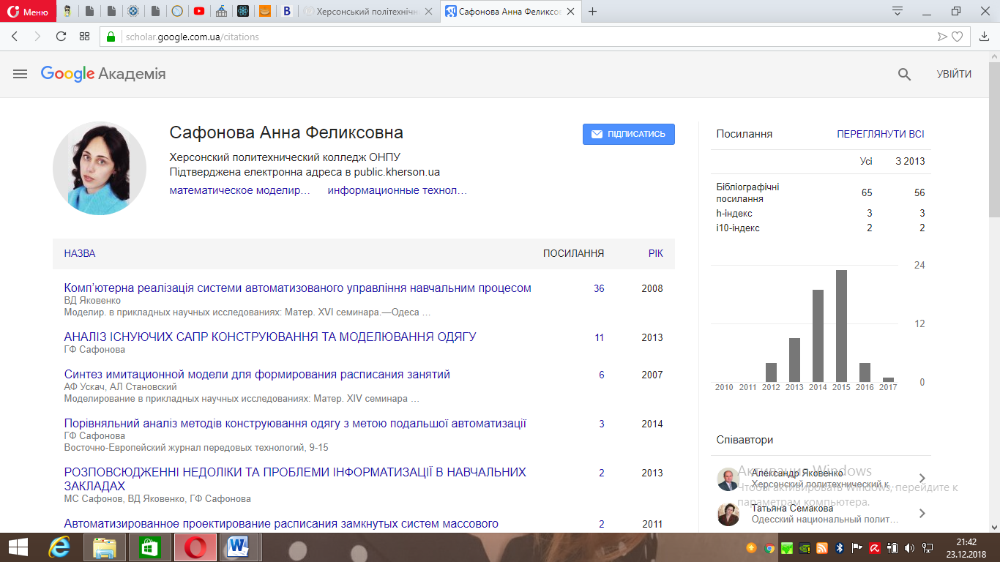 Меню
Херсонський політехнічн
Сафонова Анна Феликсов
scholar.google.com.ua/citations
Google Академія
УВІЙТИ
Сафонова Анна Феликсовна
ПІДПИСАТИСЬ
Херсонский политехнический колледж ОНПУ
Підтверджена електронна адреса в public.kherson.ua
математическое моделир… информационные технол…
НАЗВА ПОСИЛАННЯ РІК
Комп'ютерна реалізація системи автоматизованого управління навчальним процесом 36 2008
ВД Яковенко
Моделир. в прикладных научных исследованиях: Матер. XVI семинара.—Одеса …
АНАЛІЗ ІСНУЮЧИХ САПР КОНСТРУЮВАННЯ ТА МОДЕЛЮВАННЯ ОДЯГУ 11 2013
ГФ Сафонова
Синтез имитационной модели для формирования расписания занятий 6 2007
АФ Ускач, АЛ Становский
Моделирование в прикладных научных исследованиях: Матер. XIV семинара …
Порівняльний аналіз методів конструювання одягу з метою подальшої автоматизації 3 2014
ГФ Сафонова
Восточно-Европейский журнал передовых технологий, 9-15
РОЗПОВСЮДЖЕННІ НЕДОЛІКИ ТА ПРОБЛЕМИ ІНФОРМАТИЗАЦІЇ В НАВЧАЛЬНИХ 2 2013
ЗАКЛАДАХ
МС Сафонов, ВД Яковенко, ГФ Сафонова
Автоматизированное проектирование расписания замкнутых систем массового 2 2011
Посилання ПЕРЕГЛЯНУТИ ВСІ
Усі З 2013
Бібліографічні
посилання 65 56
h-індекс 3 3
i10-індекс 2 2
24
12
0
2010 2011 2012 2013 2014 2015 2016 2017
Співавтори
Александр Яковенко
Херсонский политехнический к…
Татьяна Семакова
Одесский национальный полит…
Активация Windows
Чтобы активировать Windows, перейдите к
параметрам компьютера.
21:42
23.12.2018